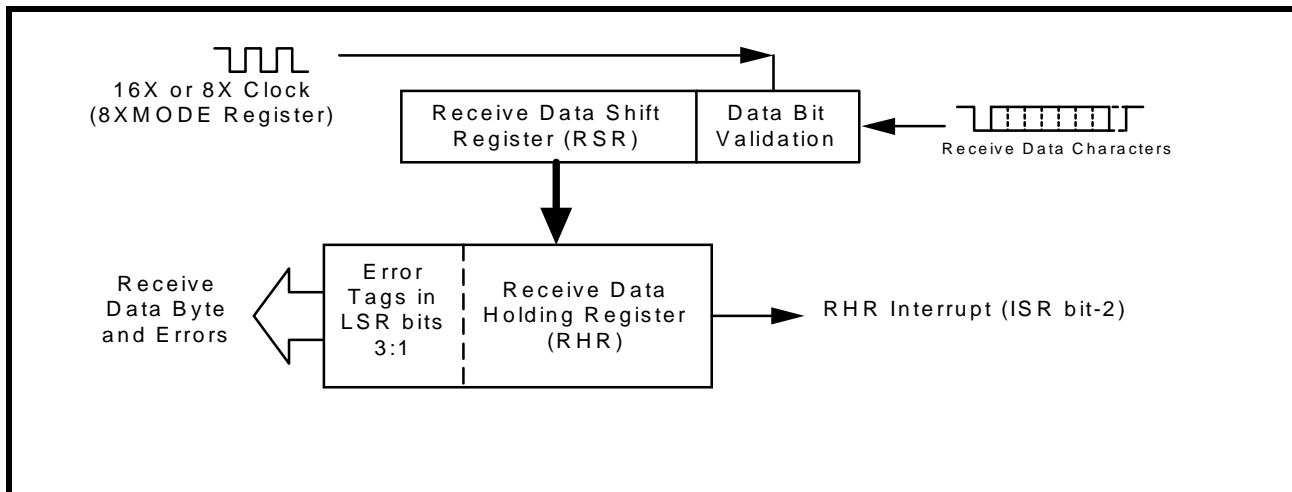 16X or 8X Clock
(8XMODE Register)
Receive Data Shift
Register (RSR)
Data Bit
Validation
Receive Data Characters
Receive
Data Byte
and Errors
Error
Tags in
LSR bits
3:1
Receive Data
Holding Register
(RHR)
RHR Interrupt (ISR bit-2)